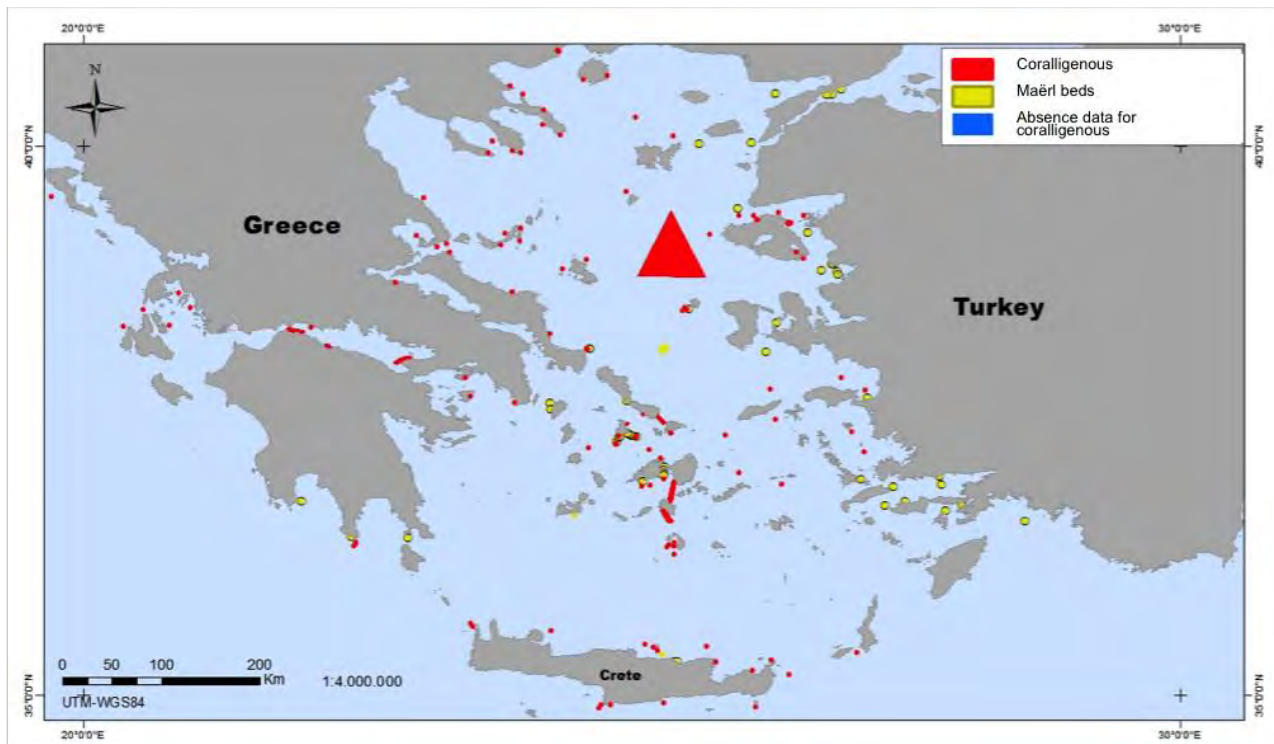 20°0'0"E
30°0'0"E
N
Coralligenous
Maërl beds
Absence data for
coralligenous
40°0'0"N
40°0'0"N
Greece
Turkey
Crete
0 50 100 200
Km
1:4.000.000
UTM-WGS84
35°0'0"N
35°0'0"N
20°0'0"E
30°0'0"E